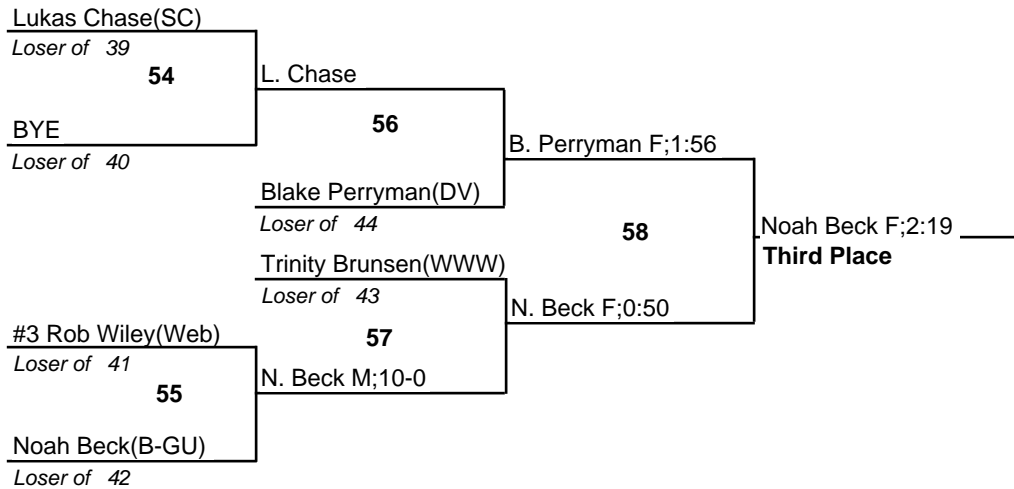 Lukas Chase(SC)
Loser of 39
54
L. Chase
56
BYE
B. Perryman F;1:56
Loser of 40
Blake Perryman(DV)
Loser of 44
58
Noah Beck F;2:19
Third Place
Trinity Brunsen(WWW)
Loser of 43
N. Beck F;0:50
#3 Rob Wiley(Web)
57
Loser of 41
N. Beck M;10-0
55
Noah Beck(B-GU)
Loser of 42